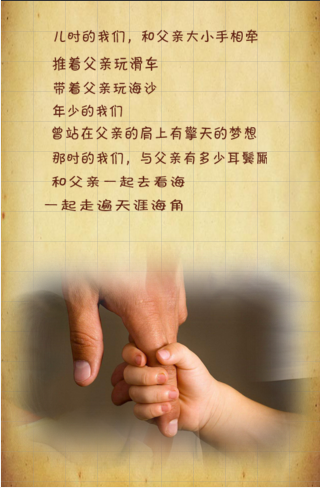 儿时的我们，和父亲大小手相牵
推着父亲玩滑车
带着父亲玩海沙
年少的我们
曾站在父亲的肩上有擎天的梦想
那时的我们，与父亲有多少耳鬓厮
和父亲一起去看海
一起走遍天涯海角